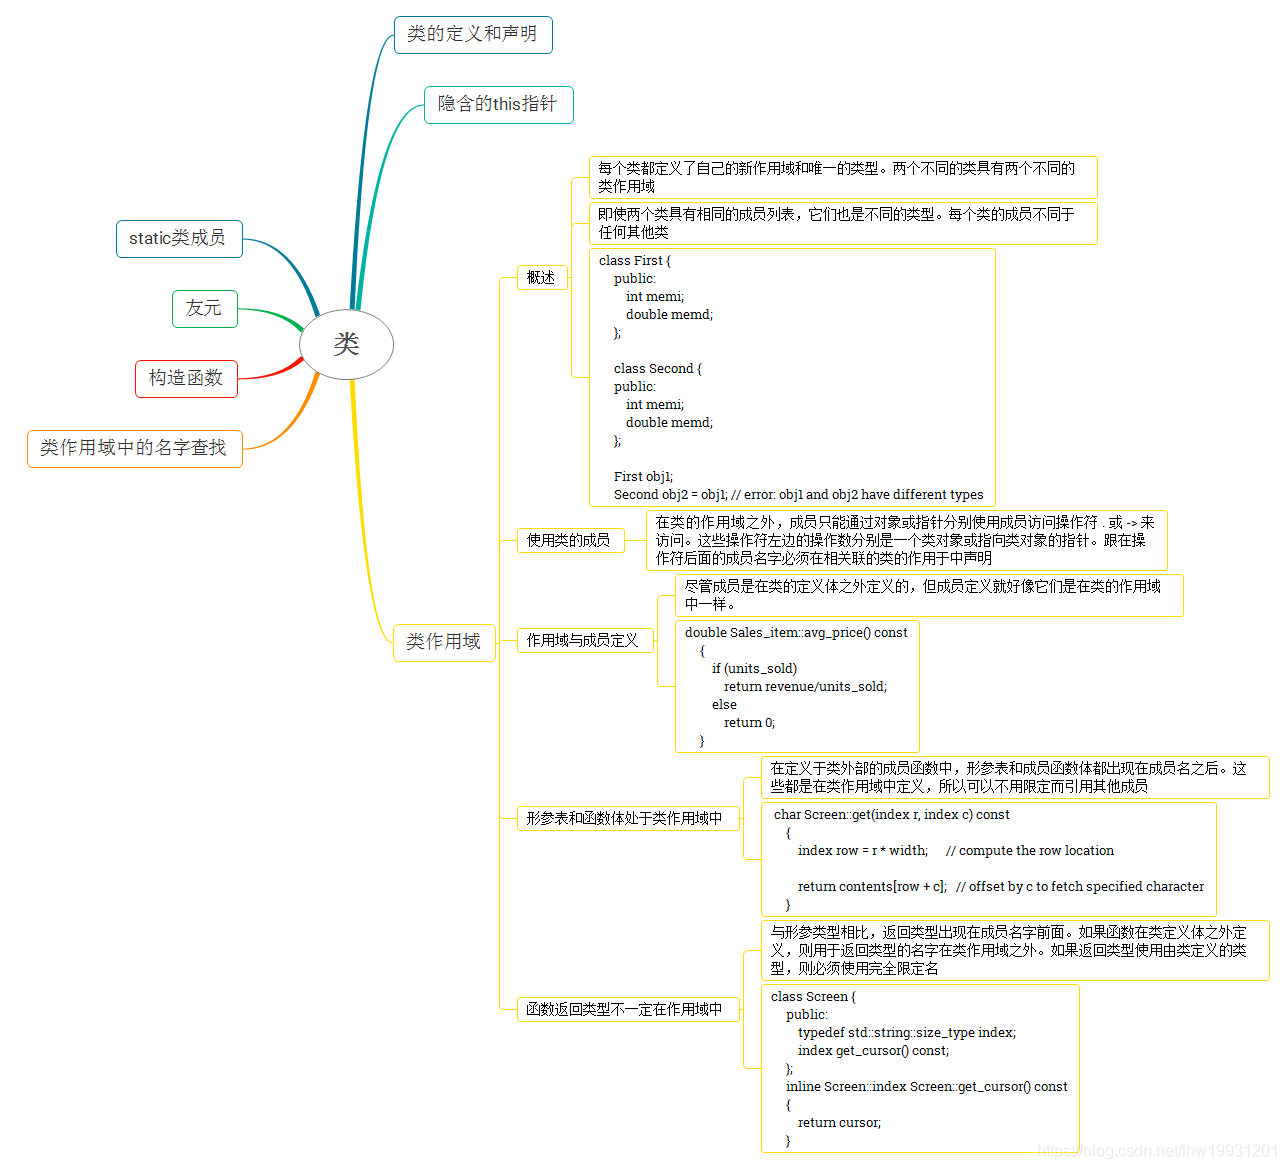 类的定义和声明
隐含的this指针
static类成员
友元
构造函数
类作用域中的名字查找
类
类作用域
概述
每个类都定义了自己的新作用域和唯一的类型。两个不同的类具有两个不同的
类作用域
即使两个类具有相同的成员列表，它们也是不同的类型。每个类的成员不同于
任何其他类
class First {
public:
int memi;
double memd;
};
class Second {
public:
int memi;
double memd;
};
First obj1;
Second obj2 = obj1; // error: obj1 and obj2 have different types
使用类的成员
在类的作用域之外，成员只能通过对象或指针分别使用成员访问操作符 . 或 -> 来
访问。这些操作符左边的操作数分别是一个类对象或指向类对象的指针。跟在操
作符后面的成员名字必须在相关联的类的作用于中声明
作用域与成员定义
尽管成员是在类的定义体之外定义的，但成员定义就好像它们是在类的作用域
中一样。
double Sales_item::avg_price() const
{
if (units_sold)
return revenue/units_sold;
else
return 0;
}
形参表和函数体处于类作用域中
在定义于类外部的成员函数中，形参表和成员函数体都出现在成员名之后。这
些都是在类作用域中定义，所以可以不用限定而引用其他成员
char Screen::get(index r, index c) const
{
index row = r * width; // compute the row location
return contents[row + c]; // offset by c to fetch specified character
}
函数返回类型不一定在作用域中
与形参类型相比，返回类型出现在成员名字前面。如果函数在类定义体之外定
义，则用于返回类型的名字在类作用域之外。如果返回类型使用由类定义的类
型，则必须使用完全限定名
class Screen {
public:
typedef std::string::size_type index;
index get_cursor() const;
};
inline Screen::index Screen::get_cursor() const
{
return cursor;
}
https://blog.csdn.net/lhw19931201